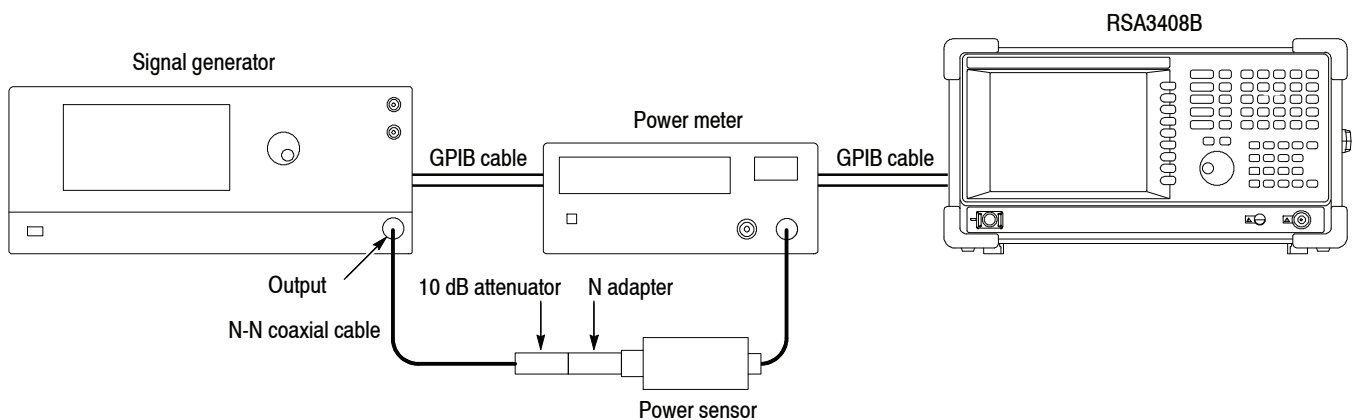 RSA3408B
Signal generator
Power meter
GPIB cable
GPIB cable
Output
10 dB attenuator
N adapter
N-N coaxial cable
Power sensor